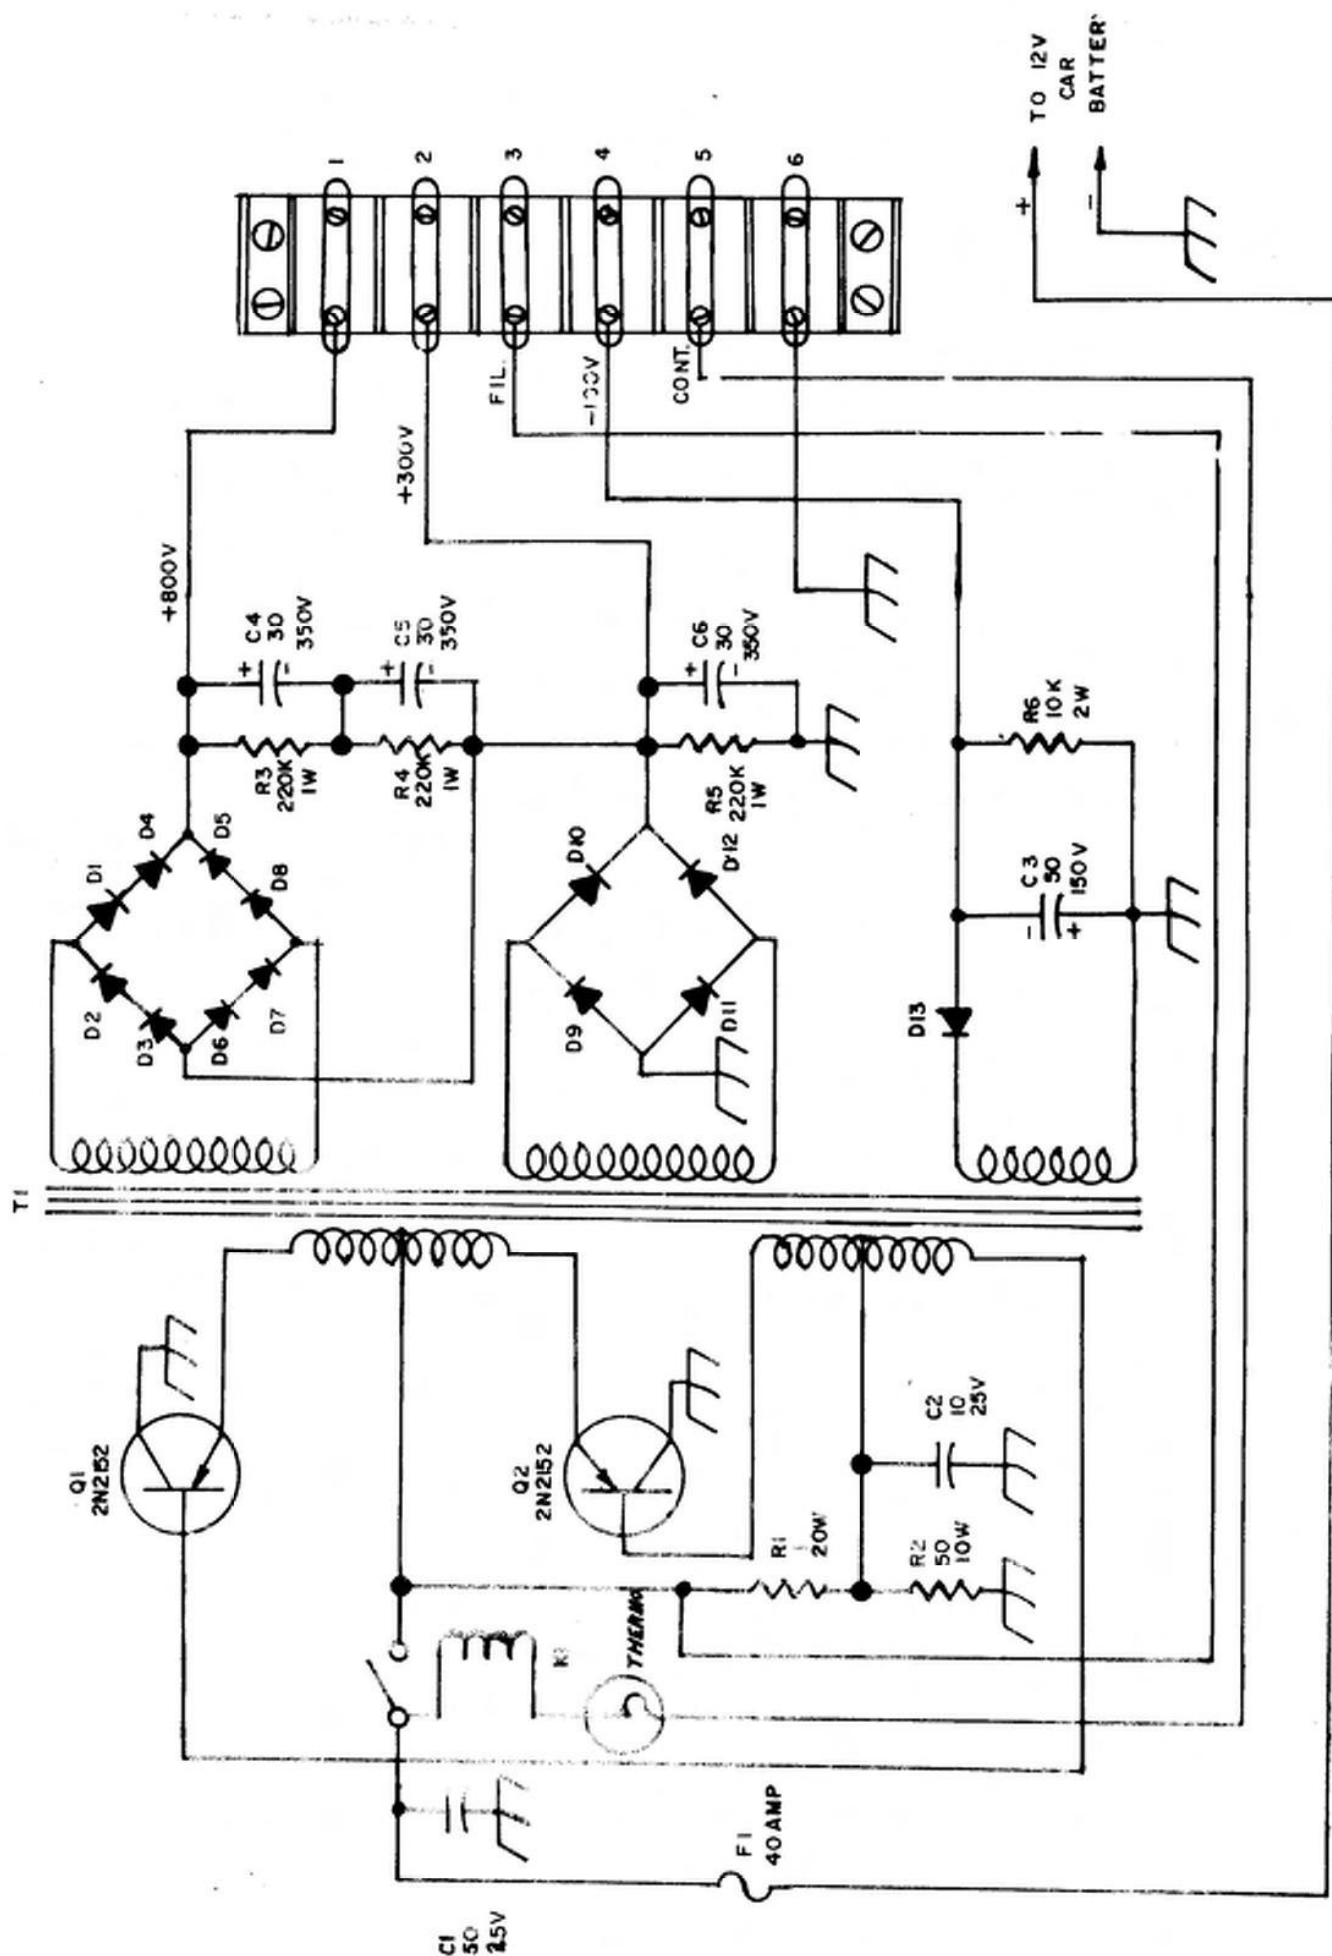 T1
Q1
2N2152
Q2
2N2152
C1
50
25V
F1
40 AMP
THERMO
R1
20W
R2
50
10W
C2
10
25V
D1
D2
D3
D4
D5
D6
D7
D8
D9
D10
D11
D12
D13
R3
220K
1W
R4
220K
1W
R5
220K
1W
R6
10K
2W
C3
50
150V
- +
C4
30
350V
+ -
C5
30
350V
+ -
C6
30
350V
+ -
+800V
+300V
FIL.
-100V
CONT.
1
2
3
4
5
6
+
-
TO 12V
CAR
BATTERY